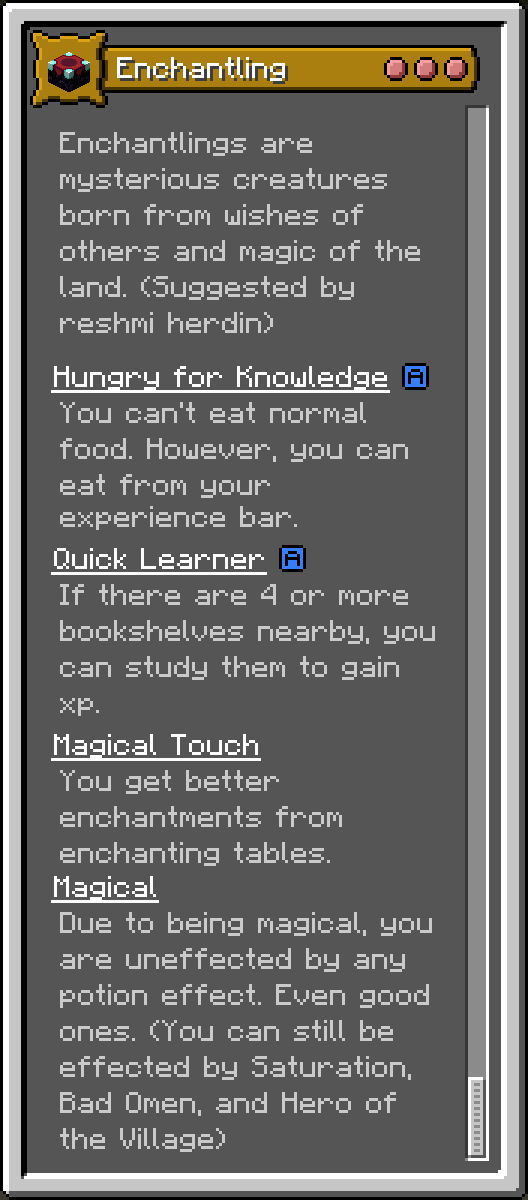 Enchantling
Enchantlings are
mysterious creatures
born from wishes of
others and magic of the
land. (Suggested by
reshmi herdin)
Hungry for Knowledge A
You can't eat normal
food. However, you can
eat from your
experience bar.
Quick Learner A
If there are 4 or more
bookshelves nearby, you
can study them to gain
xp.
Magical Touch
You get better
enchantments from
enchanting tables.
Magical
Due to being magical, you
are uneffected by any
potion effect. Even good
ones. (You can still be
effected by Saturation,
Bad Omen, and Hero of
the Village)